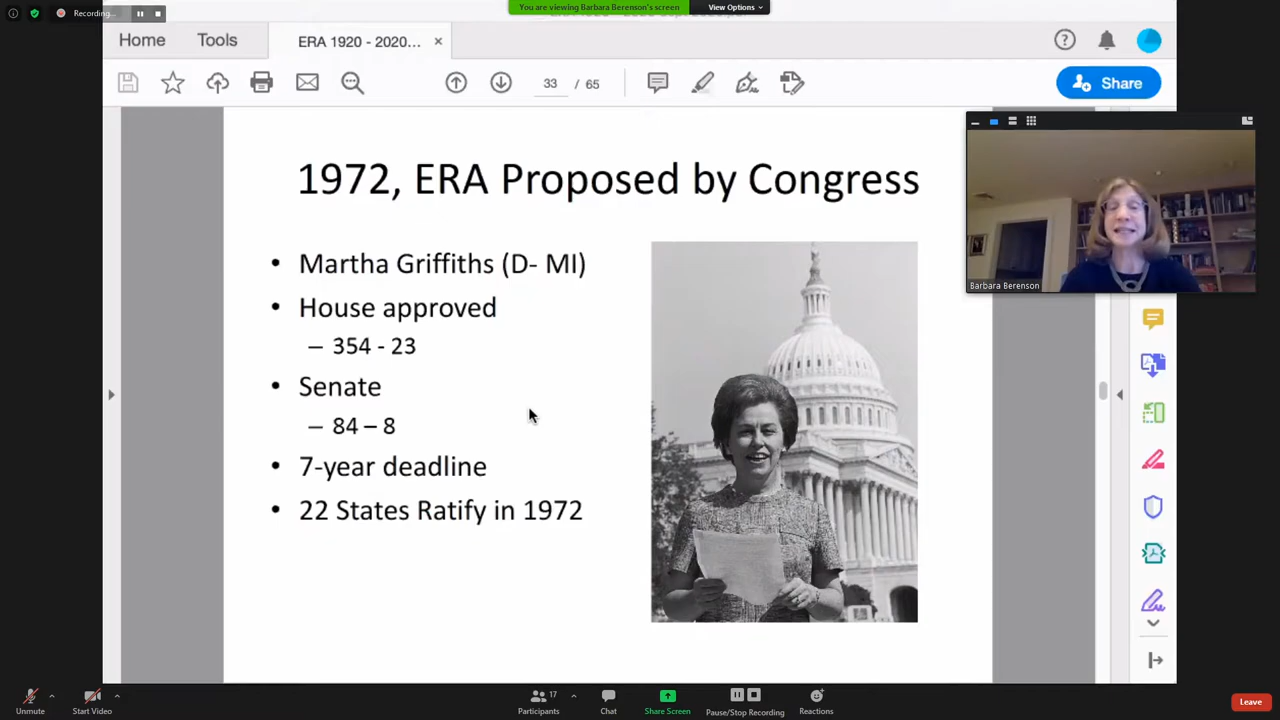 Recording...
You are viewing Barbara Berenson's screen
View Options
Home
Tools
ERA 1920 - 2020...
33 / 65
Share
1972, ERA Proposed by Congress
• Martha Griffiths (D- MI)
• House approved
– 354 - 23
• Senate
– 84 – 8
• 7-year deadline
• 22 States Ratify in 1972
Barbara Berenson
Unmute
Start Video
17
Participants
Chat
Share Screen
Pause/Stop Recording
Reactions
Leave